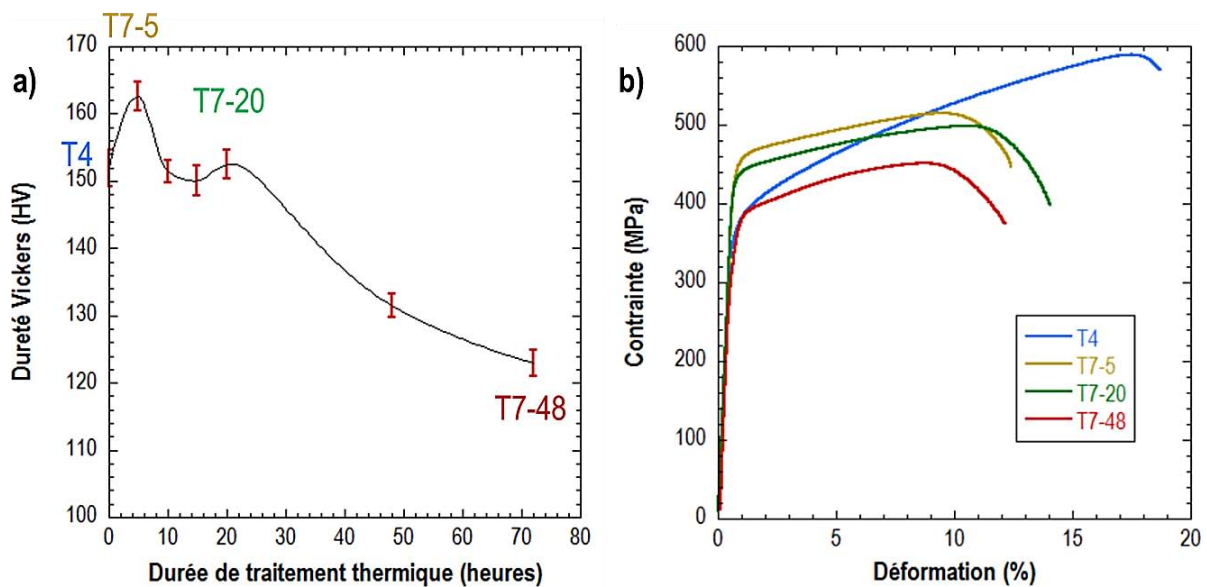 T7-5
a)
170
160
150
140
130
120
110
100
T4
T7-20
T7-48
0
10
20
30
40
50
60
70
80
Dureté Vickers (HV)
Durée de traitement thermique (heures)
b)
600
500
400
300
200
100
0
0
5
10
15
20
Contrainte (MPa)
Déformation (%)
T4
T7-5
T7-20
T7-48